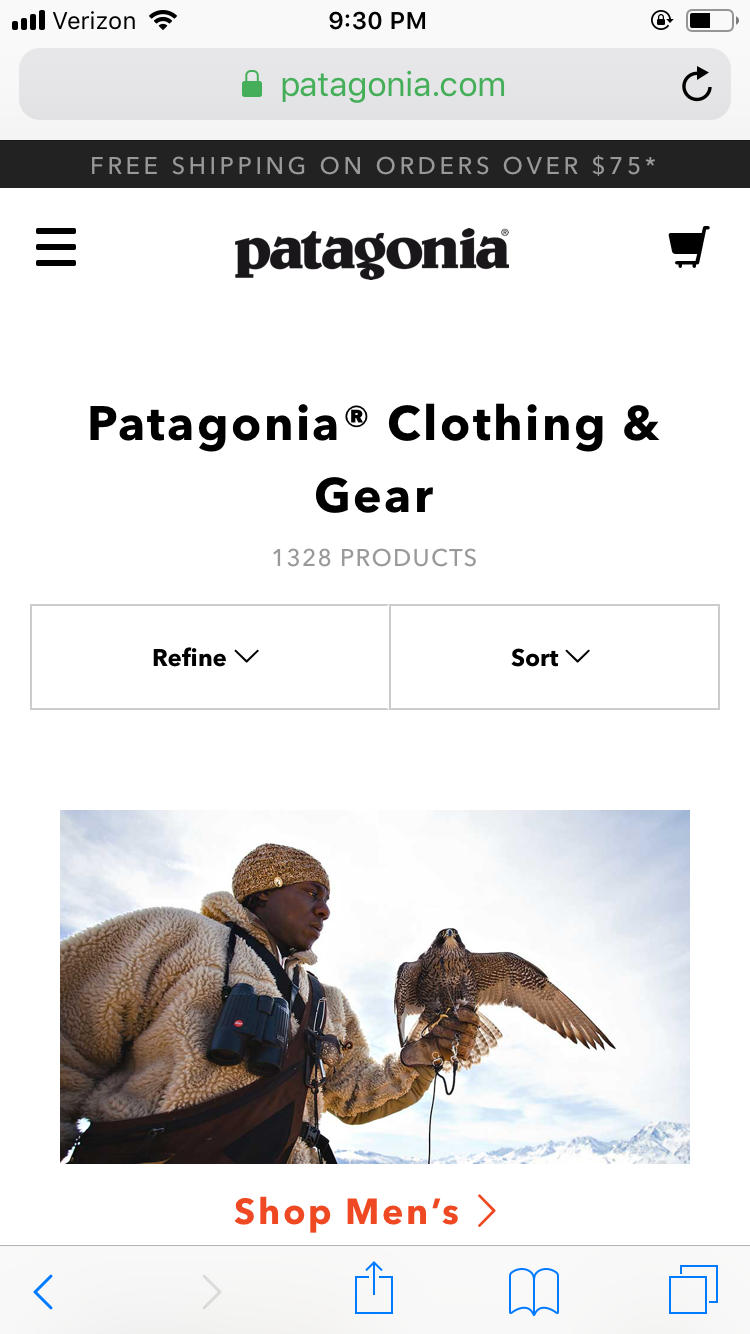 Verizon 9:30 PM
patagonia.com
FREE SHIPPING ON ORDERS OVER $75*
patagonia®
Patagonia® Clothing &
Gear
1328 PRODUCTS
Refine Sort
Shop Men’s